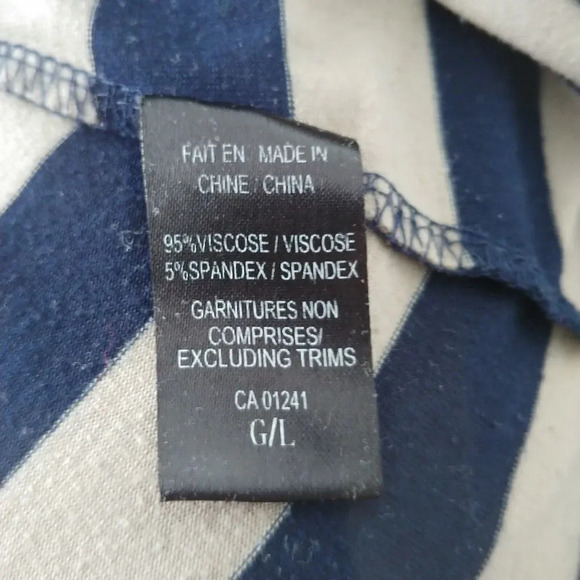 FAIT EN MADE IN
CHINE / CHINA
95%VISCOSE / VISCOSE
5%SPANDEX / SPANDEX
GARNITURES NON
COMPRISES/
EXCLUDING TRIMS
CA 01241
G/L